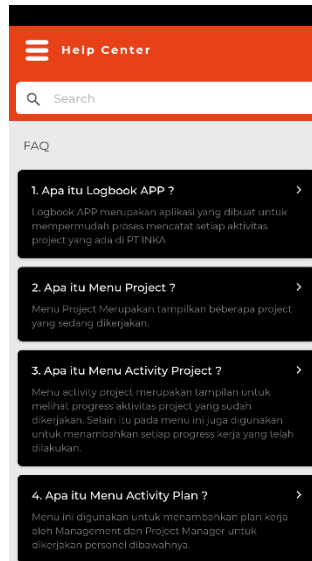 Help Center
Search
FAQ
1. Apa itu Logbook APP ?
Logbook APP merupakan aplikasi yang dibuat untuk
mempermudah proses mencatat setiap aktivitas
project yang ada di PT INKA
2. Apa itu Menu Project ?
Menu Project Merupakan tampilkan beberapa project
yang sedang dikerjakan.
3. Apa itu Menu Activity Project ?
Menu activity project merupakan tampilan untuk
melihat progress aktivitas project yang sudah
dikerjakan. Selain itu pada menu ini juga digunakan
untuk menambahkan setiap progress kerja yang telah
dilakukan.
4. Apa itu Menu Activity Plan ?
Menu ini digunakan untuk menambahkan plan kerja
oleh Management dan Project Manager untuk
dikerjakan personel dibawahnya.